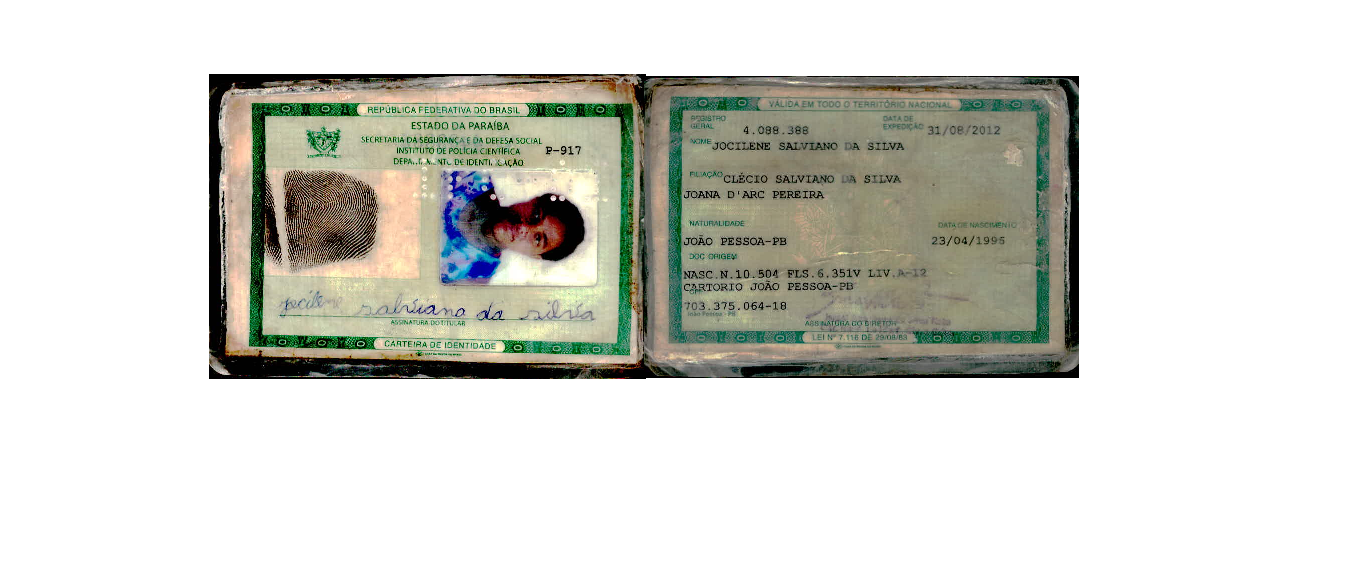 REPÚBLICA FEDERATIVA DO BRASIL
ESTADO DA PARAÍBA
SECRETARIA DA SEGURANÇA E DA DEFESA SOCIAL
INSTITUTO DE POLÍCIA CIENTÍFICA
P-917
jocilene salviano da silva
ASSINATURA DO TITULAR
CARTEIRA DE IDENTIDADE
VÁLIDA EM TODO O TERRITÓRIO NACIONAL
REGISTRO GERAL 4.088.388 DATA DE EXPEDIÇÃO 31/08/2012
NOME JOCILENE SALVIANO DA SILVA
FILIAÇÃO CLÉCIO SALVIANO DA SILVA
JOANA D'ARC PEREIRA
NATURALIDADE DATA DE NASCIMENTO
JOÃO PESSOA-PB 23/04/1995
DOC ORIGEM
NASC.N.10.504 FLS.6.351V LIV.A-12
CARTORIO JOÃO PESSOA-PB
CPF
703.375.064-18
João Pessoa - PB
ASSINATURA DO DIRETOR
LEI Nº 7.116 DE 29/08/83